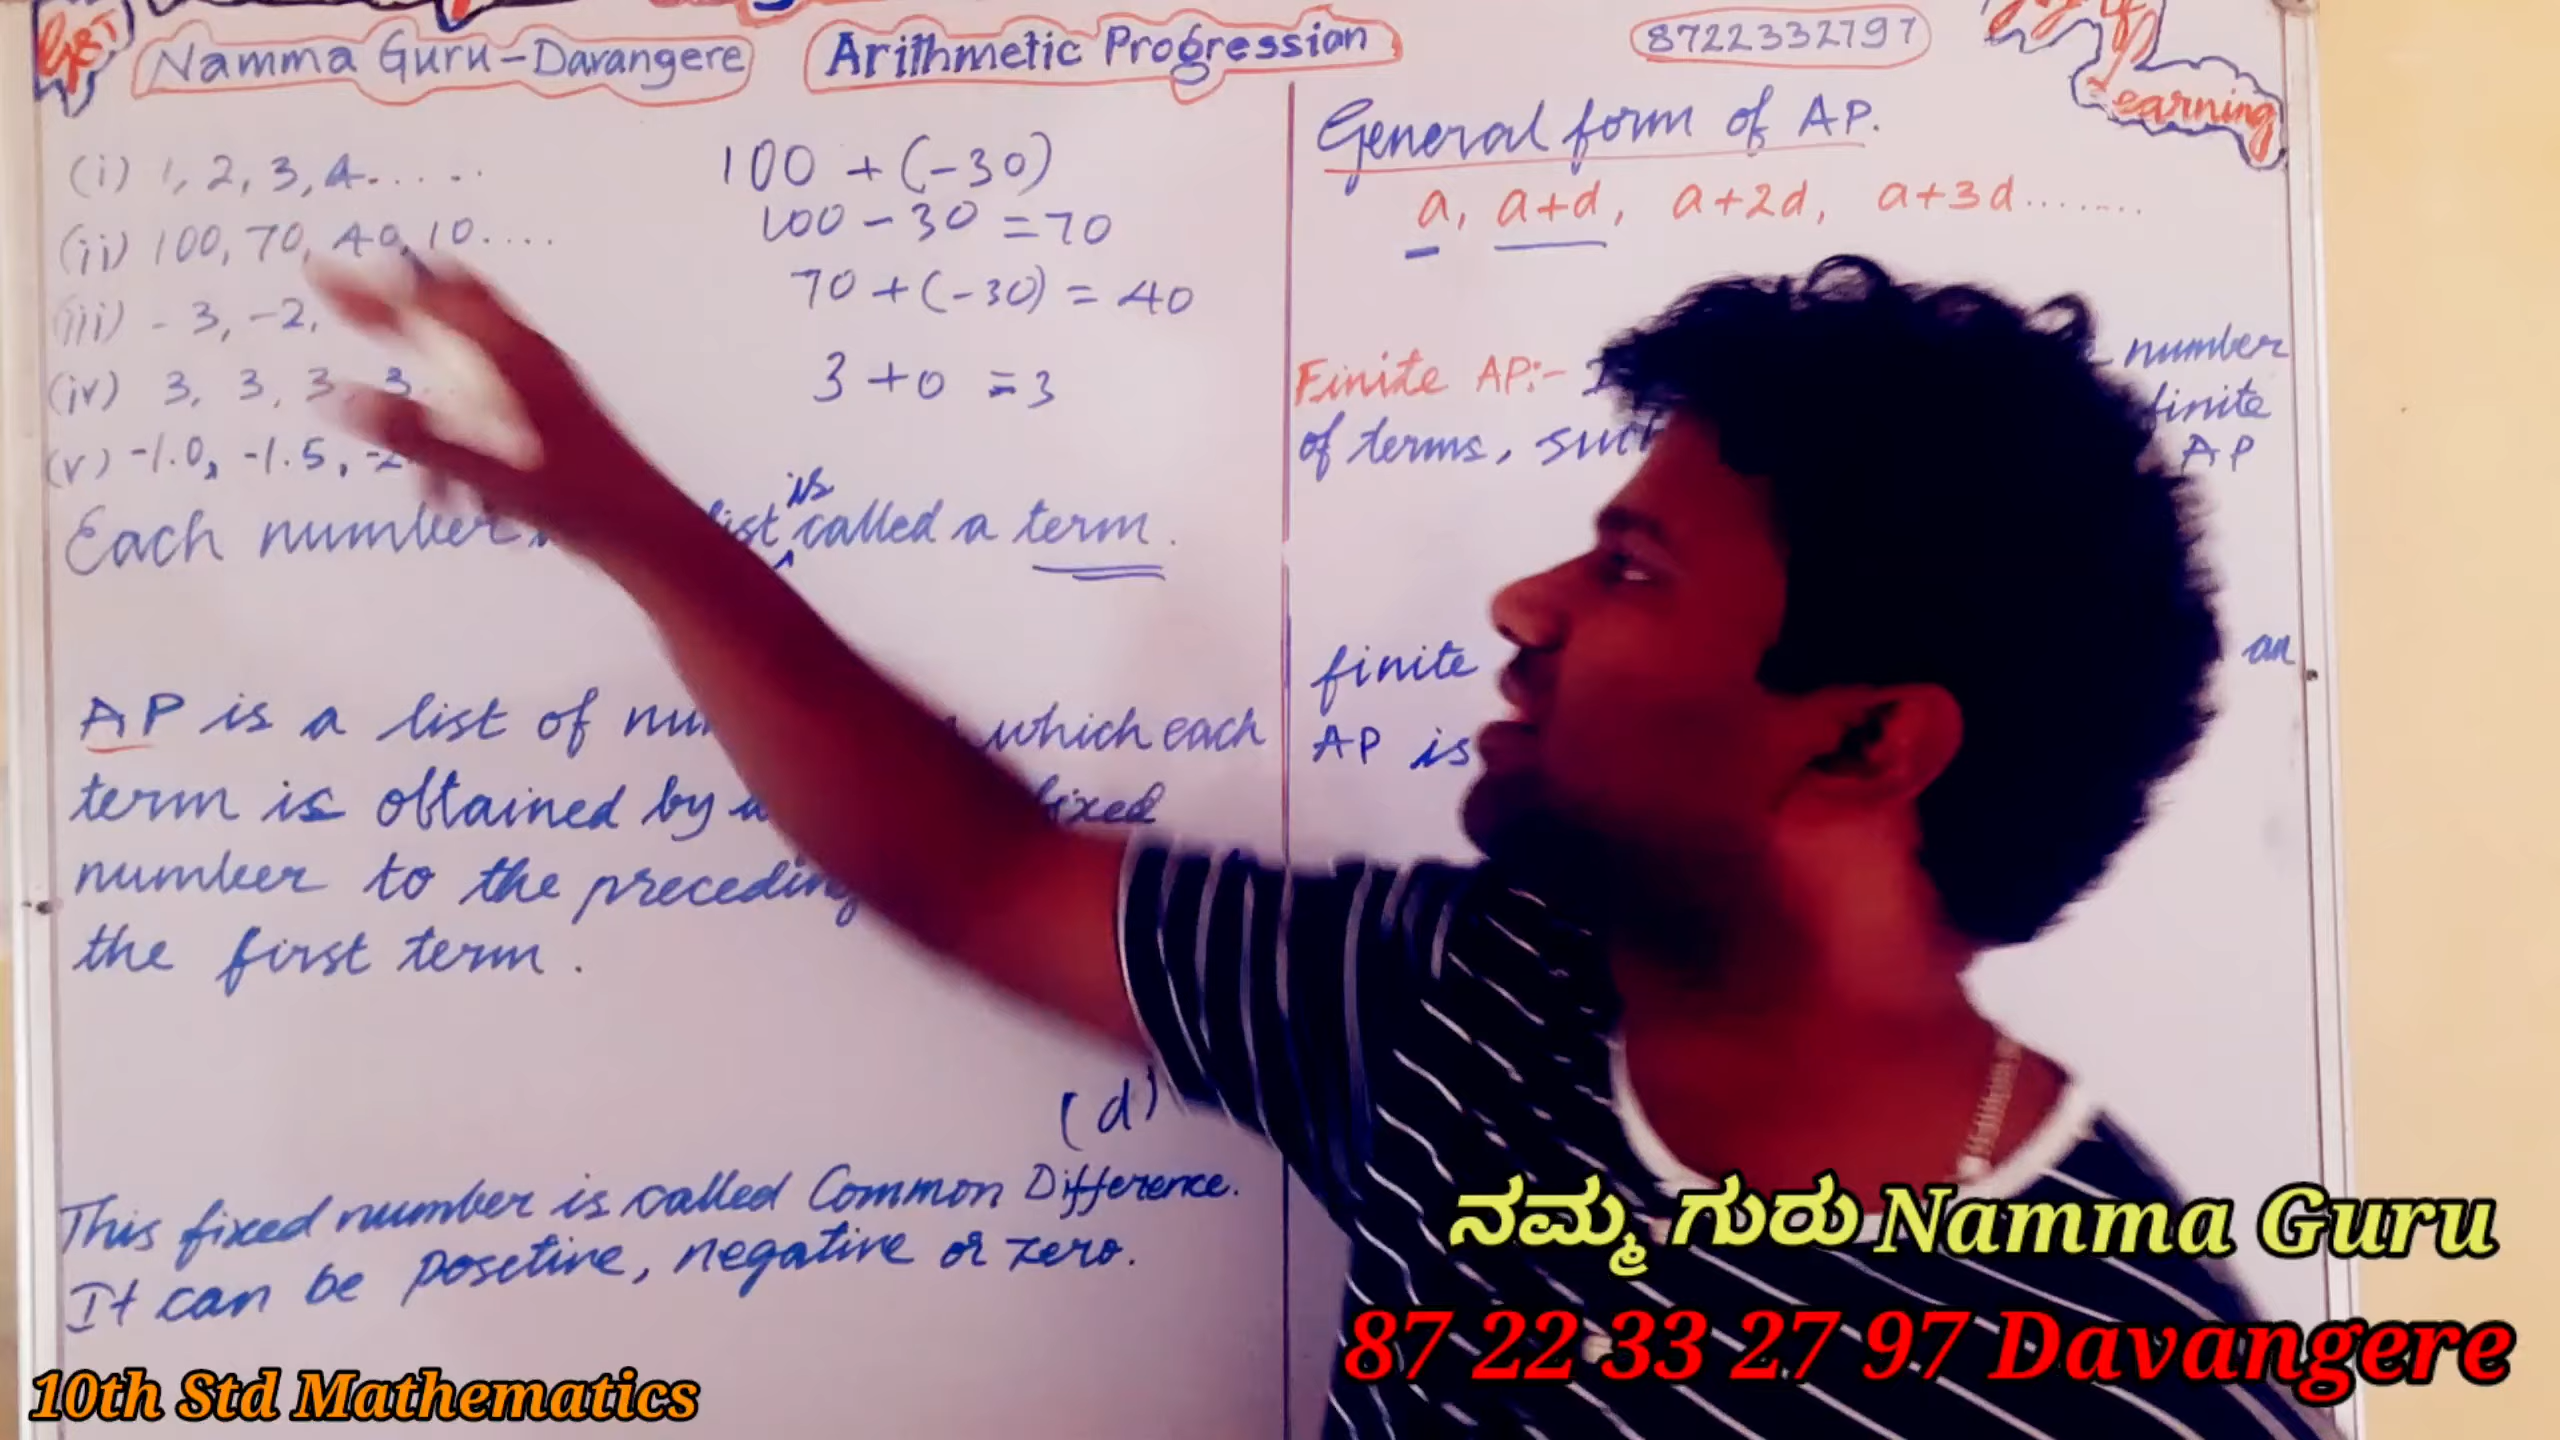 GBT
Namma Guru-Davangere
Arithmetic Progression
8722332797
earning
(i) 1, 2, 3, 4......
(ii) 100, 70, 40, 10....
(iii) -3, -2,
(iv) 3, 3, 3, 3
(v) -1.0, -1.5, -2
100 + (-30)
100 - 30 = 70
70 + (-30) = 40
3 + 0 = 3
Each number list is called a term.
AP is a list of which each
term is obtained by fixed
number to the preceding
the first term.
(d)
This fixed number is called Common Difference.
It can be posetive, negative or zero.
General form of AP.
a, a+d, a+2d, a+3d.......
Finite AP:- number
of terms, finite
AP
finite an
AP is
ನಮ್ಮ ಗುರು Namma Guru
87 22 33 27 97 Davangere
10th Std Mathematics